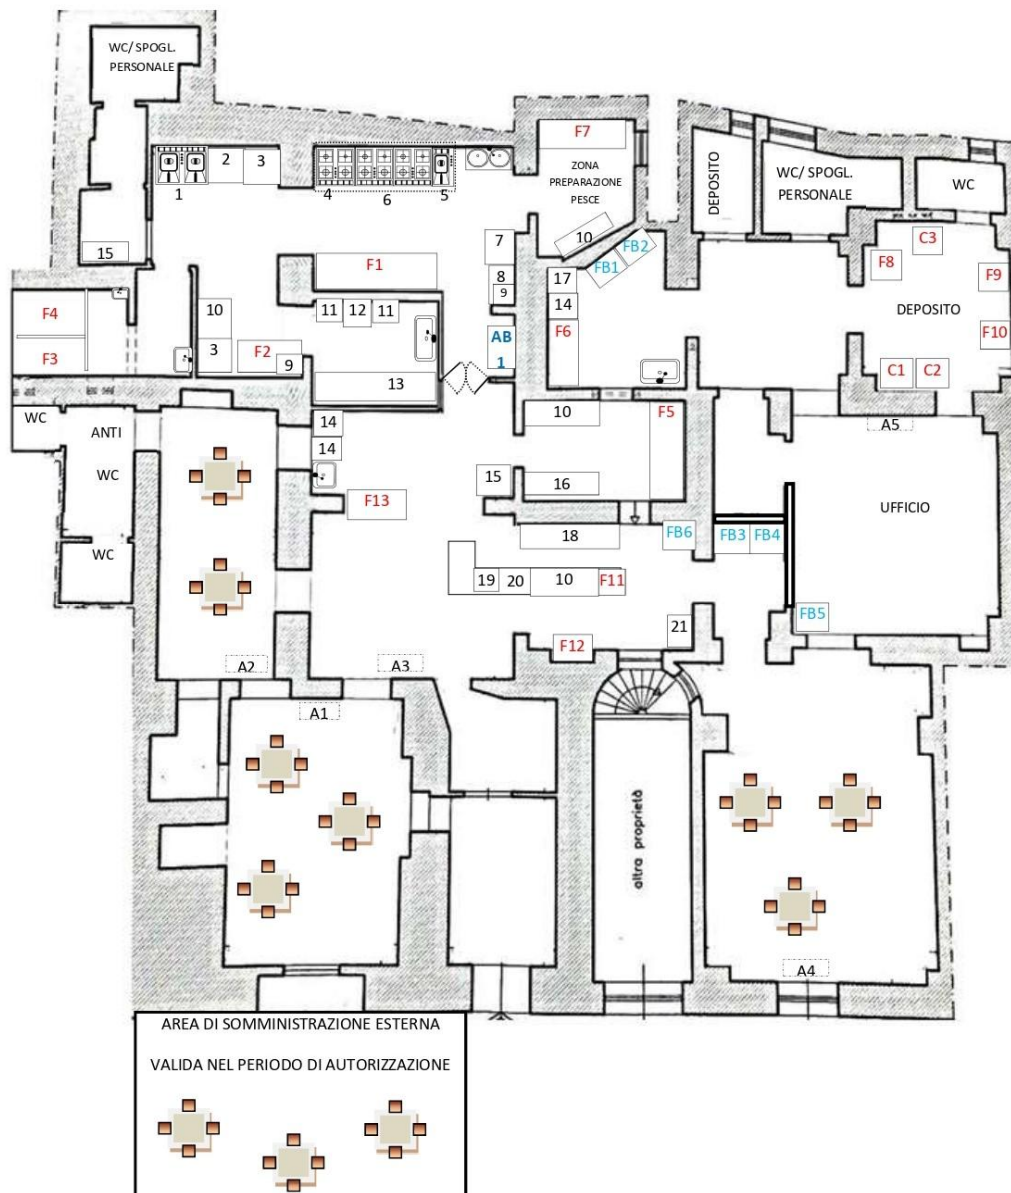 WC/ SPOGL.
PERSONALE
F7
2
3
ZONA
PREPARAZIONE
PESCE
DEPOSITO
WC/ SPOGL.
PERSONALE
WC
1
4
6
5
10
C3
15
7
FB2
FB1
F8
F9
F1
8
9
17
14
F4
10
11
12
11
F6
DEPOSITO
F10
F3
3
F2
9
AB
1
13
C1
C2
WC
ANTI
WC
14
14
10
F5
A5
15
16
F13
UFFICIO
WC
18
FB6
FB3
FB4
19
20
10
F11
FB5
21
F12
A2
A3
A1
altra proprietà
A4
AREA DI SOMMINISTRAZIONE ESTERNA
VALIDA NEL PERIODO DI AUTORIZZAZIONE